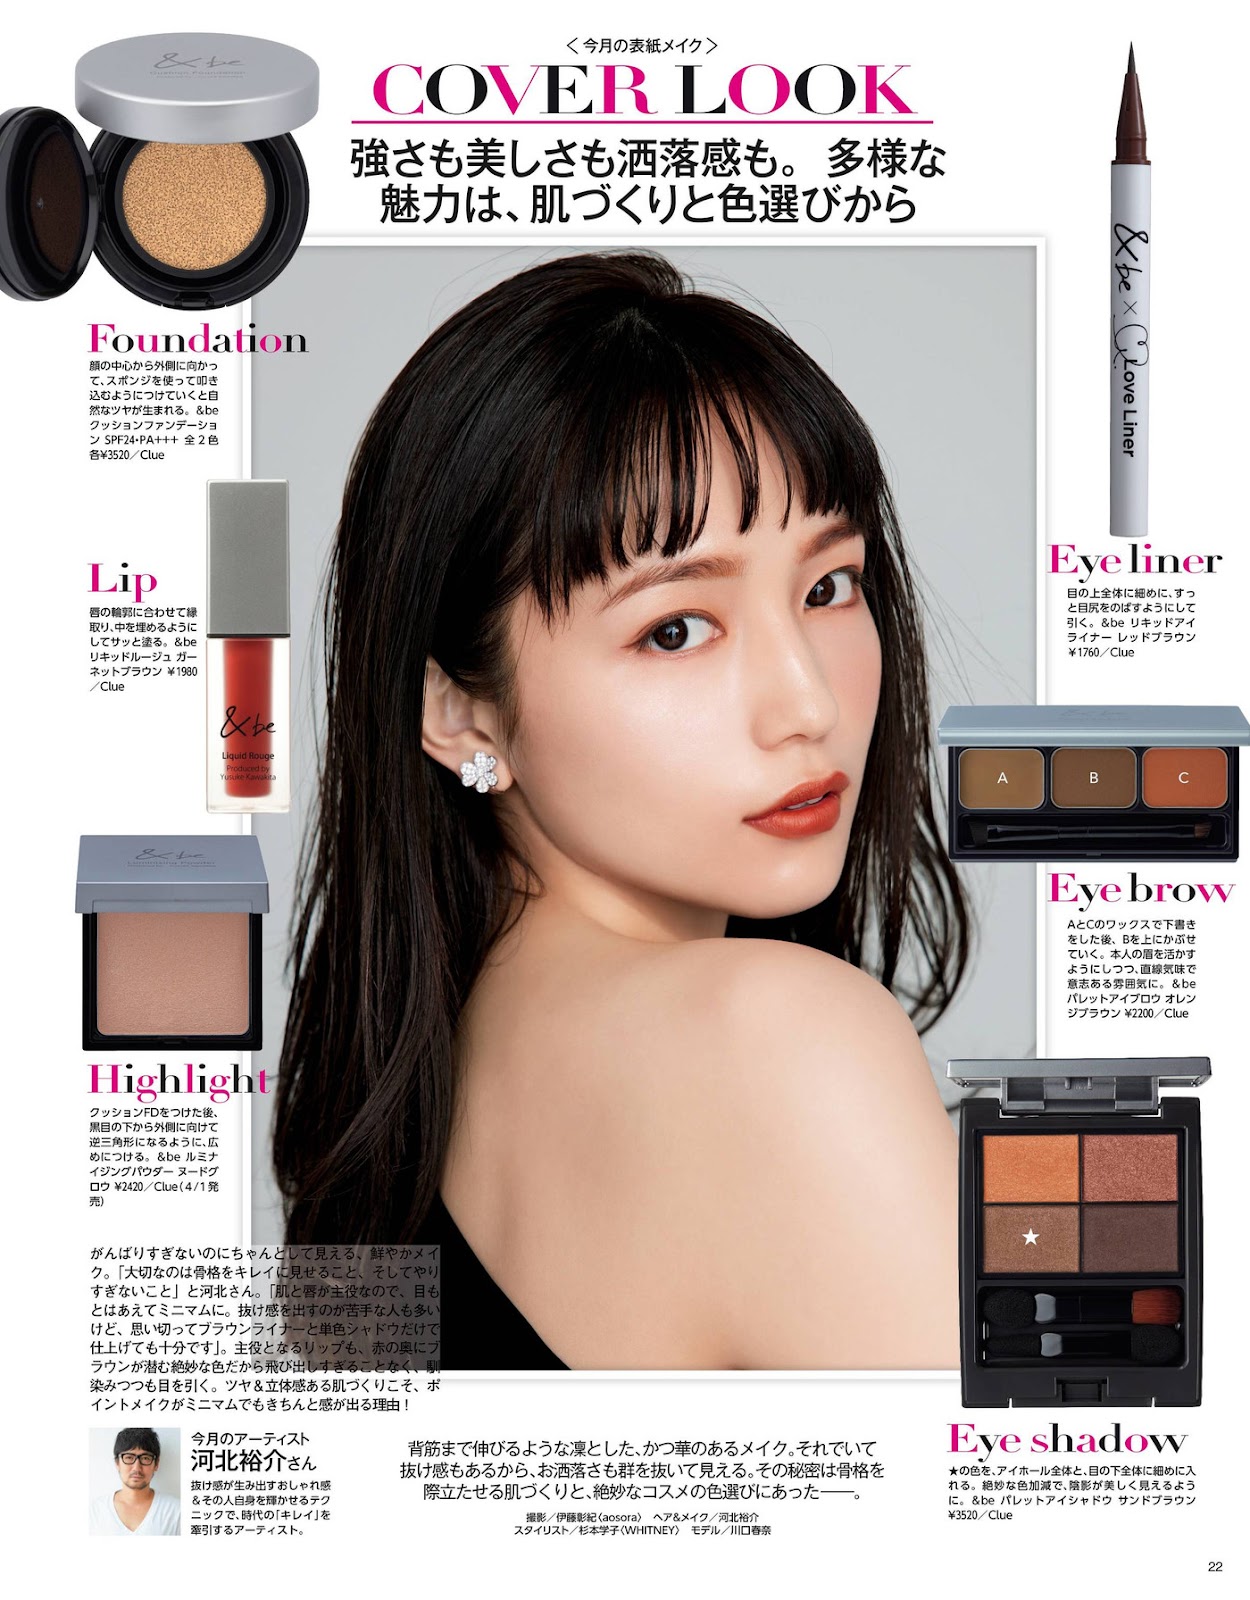 〈今月の表紙メイク〉
COVER LOOK
強さも美しさも洒落感も。多様な
魅力は、肌づくりと色選びから
&be
Cushion Foundation
Foundation
顔の中心から外側に向かっ
て、スポンジを使って叩き
込むようにつけていくと自
然なツヤが生まれる。&be
クッションファンデーショ
ン SPF24・PA+++ 全2色
各¥3520／Clue
Lip
唇の輪郭に合わせて縁
取り、中を埋めるように
してサッと塗る。&be
リキッドルージュ ガー
ネットブラウン ¥1980
／Clue
&be
Liquid Rouge
Produced by
Yusuke Kawakita
&be
Luminizing Powder
Highlight
クッションFDをつけた後、
黒目の下から外側に向けて
逆三角形になるように、広
めにつける。&be ルミナ
イジングパウダー ヌードグ
ロウ ¥2420／Clue（4/1発
売）
&be × Love Liner
Eye liner
目の上全体に細めに、すっ
と目尻をのばすようにして
引く。&be リキッドアイ
ライナー レッドブラウン
¥1760／Clue
A B C
Eye brow
AとCのワックスで下書き
をした後、Bを上にかぶせ
ていく。本人の眉を活かす
ようにしつつ、直線気味で
意志ある雰囲気に。&be
パレットアイブロウ オレン
ジブラウン ¥2200／Clue
★
Eye shadow
★の色を、アイホール全体と、目の下全体に細めに入
れる。絶妙な色加減で、陰影が美しく見えるよう
に。&be パレットアイシャドウ サンドブラウン
¥3520／Clue
がんばりすぎないのにちゃんとして見える、鮮やかメイ
ク。「大切なのは骨格をキレイに見せること、そしてやり
すぎないこと」と河北さん。「肌と唇が主役なので、目も
とはあえてミニマムに。抜け感を出すのが苦手な人も多い
けど、思い切ってブラウンライナーと単色シャドウだけで
仕上げても十分です」。主役となるリップも、赤の奥にブ
ラウンが潜む絶妙な色だから飛び出しすぎることなく、馴
染みつつも目を引く。ツヤ＆立体感ある肌づくりこそ、ポ
イントメイクがミニマムでもきちんと感が出る理由！
今月のアーティスト
河北裕介さん
抜け感が生み出すおしゃれ感
＆その人自身を輝かせるテク
ニックで、時代の「キレイ」を
牽引するアーティスト。
背筋まで伸びるような凜とした、かつ華のあるメイク。それでいて
抜け感もあるから、お洒落さも群を抜いて見える。その秘密は骨格を
際立たせる肌づくりと、絶妙なコスメの色選びにあった——。
撮影／伊藤彰紀〈aosora〉 ヘア&メイク／河北裕介
スタイリスト／杉本学子〈WHITNEY〉 モデル／川口春奈
22